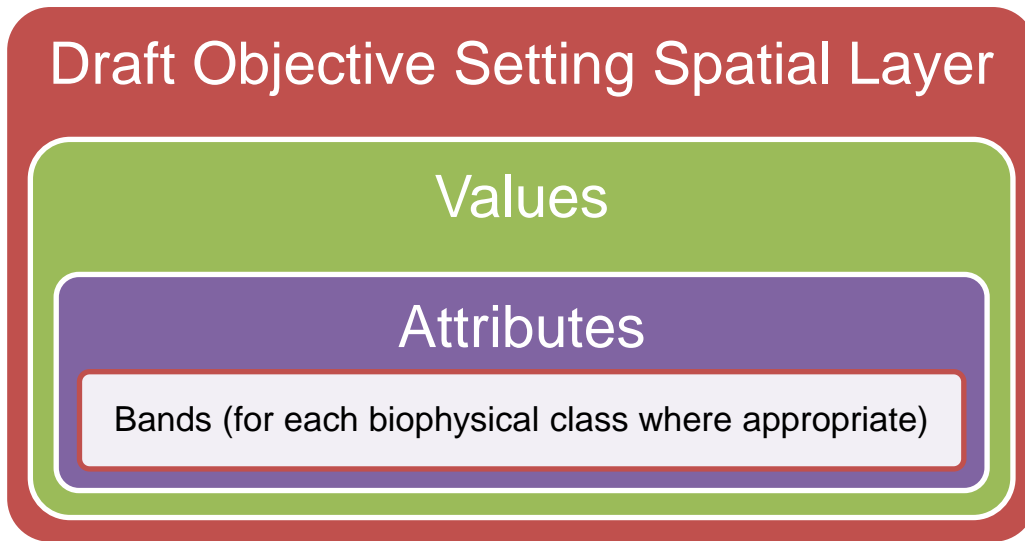 Draft Objective Setting Spatial Layer
Values
Attributes
Bands (for each biophysical class where appropriate)